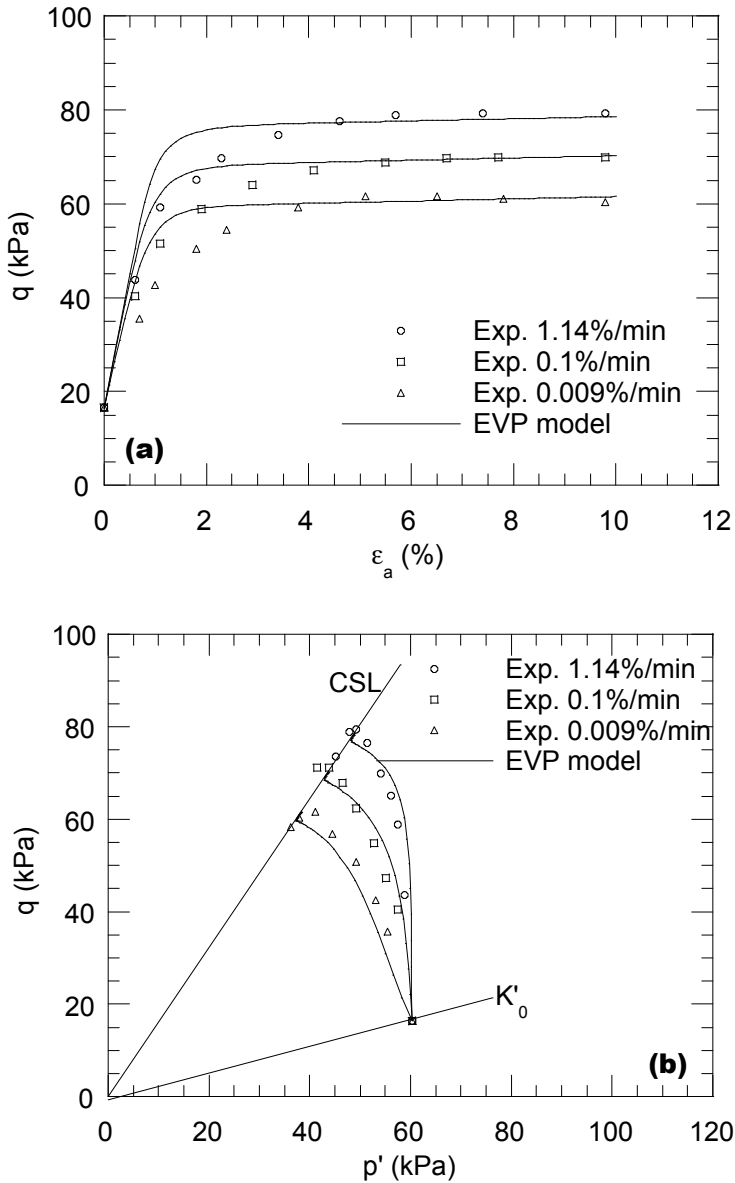 100
80
60
40
20
0
q (kPa)
Exp. 1.14%/min
Exp. 0.1%/min
Exp. 0.009%/min
EVP model
(a)
0 2 4 6 8 10 12
εa (%)
100
80
60
40
20
0
q (kPa)
CSL
Exp. 1.14%/min
Exp. 0.1%/min
Exp. 0.009%/min
EVP model
K'0
(b)
0 20 40 60 80 100 120
p' (kPa)